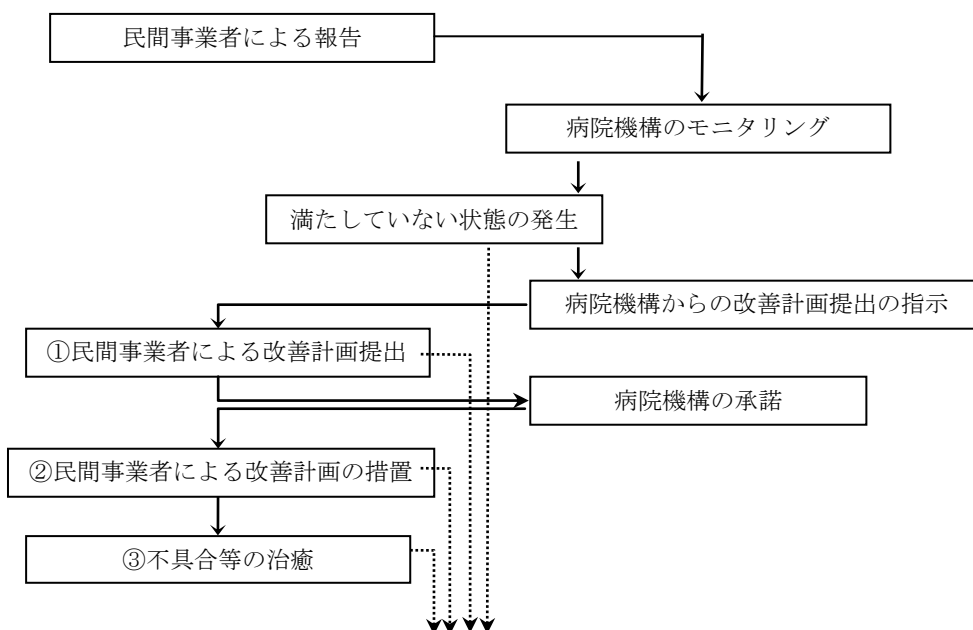 民間事業者による報告
病院機構のモニタリング
満たしていない状態の発生
病院機構からの改善計画提出の指示
①民間事業者による改善計画提出
病院機構の承諾
②民間事業者による改善計画の措置
③不具合等の治癒